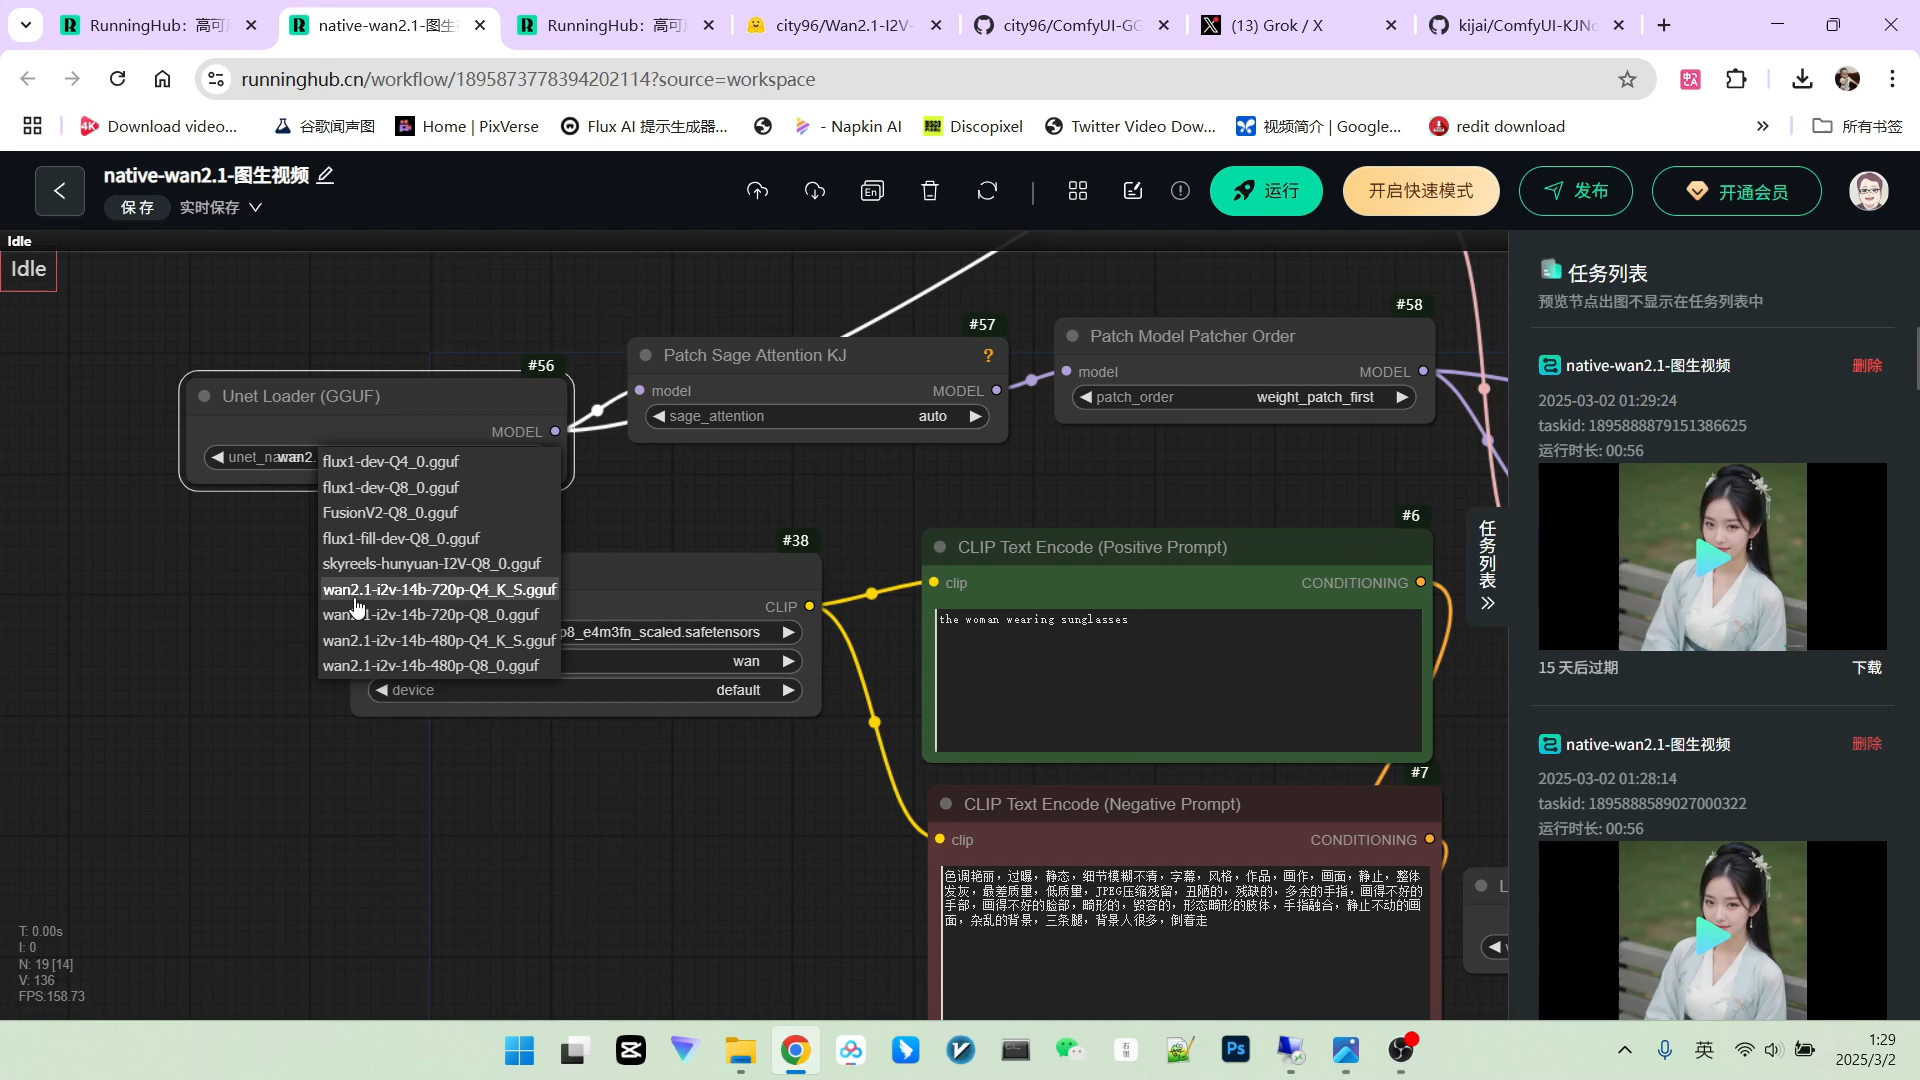 RunningHub: 高可
native-wan2.1-图生
RunningHub: 高可
city96/Wan2.1-I2V-
city96/ComfyUI-GG
(13) Grok / X
kijai/ComfyUI-KJNo
runninghub.cn/workflow/1895873778394202114?source=workspace
Download video...
谷歌闻声图
Home | PixVerse
Flux AI 提示生成器...
- Napkin AI
Discopixel
Twitter Video Dow...
视频简介 | Google...
redit download
»
所有书签
native-wan2.1-图生视频
保存
实时保存
En
运行
开启快速模式
发布
开通会员
Idle
Idle
任务列表
预览节点出图不显示在任务列表中
#58
Patch Model Patcher Order
model
MODEL
patch_order
weight_patch_first
#57
Patch Sage Attention KJ
?
model
MODEL
sage_attention
auto
#56
Unet Loader (GGUF)
MODEL
wan2.
flux1-dev-Q4_0.gguf
flux1-dev-Q8_0.gguf
FusionV2-Q8_0.gguf
flux1-fill-dev-Q8_0.gguf
skyreels-hunyuan-I2V-Q8_0.gguf
wan2.1-i2v-14b-720p-Q4_K_S.gguf
wan2.1-i2v-14b-720p-Q8_0.gguf
wan2.1-i2v-14b-480p-Q4_K_S.gguf
wan2.1-i2v-14b-480p-Q8_0.gguf
#38
CLIP
p8_e4m3fn_scaled.safetensors
wan
device
default
#6
CLIP Text Encode (Positive Prompt)
clip
CONDITIONING
the woman wearing sunglasses
#7
CLIP Text Encode (Negative Prompt)
clip
CONDITIONING
色调艳丽，过曝，静态，细节模糊不清，字幕，风格，作品，画作，画面，静止，整体
发灰，最差质量，低质量，JPEG压缩残留，丑陋的，残缺的，多余的手指，画得不好的
手部，画得不好的脸部，畸形的，毁容的，形态畸形的肢体，手指融合，静止不动的画
面，杂乱的背景，三条腿，背景人很多，倒着走
L
任务列表
native-wan2.1-图生视频
删除
2025-03-02 01:29:24
taskid: 1895888879151386625
运行时长: 00:56
15 天后过期
下载
native-wan2.1-图生视频
删除
2025-03-02 01:28:14
taskid: 1895888589027000322
运行时长: 00:56
T: 0.00s
I: 0
N: 19 [14]
V: 136
FPS:158.73
Ps
英
1:29
2025/3/2